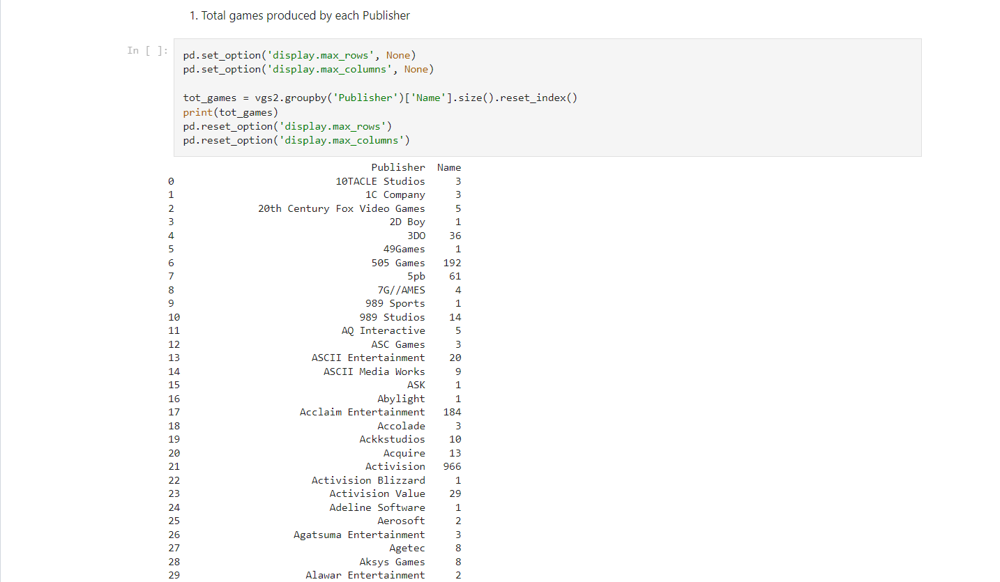 1. Total games produced by each Publisher
In [ ]:
pd.set_option('display.max_rows', None)
pd.set_option('display.max_columns', None)
tot_games = vgs2.groupby('Publisher')['Name'].size().reset_index()
print(tot_games)
pd.reset_option('display.max_rows')
pd.reset_option('display.max_columns')
Publisher Name
0 10TACLE Studios 3
1 1C Company 3
2 20th Century Fox Video Games 5
3 2D Boy 1
4 3DO 36
5 49Games 1
6 505 Games 192
7 5pb 61
8 7G//AMES 4
9 989 Sports 1
10 989 Studios 14
11 AQ Interactive 5
12 ASC Games 3
13 ASCII Entertainment 20
14 ASCII Media Works 9
15 ASK 1
16 Abylight 1
17 Acclaim Entertainment 184
18 Accolade 3
19 Ackkstudios 10
20 Acquire 13
21 Activision 966
22 Activision Blizzard 1
23 Activision Value 29
24 Adeline Software 1
25 Aerosoft 2
26 Agatsuma Entertainment 3
27 Agetec 8
28 Aksys Games 8
29 Alawar Entertainment 2